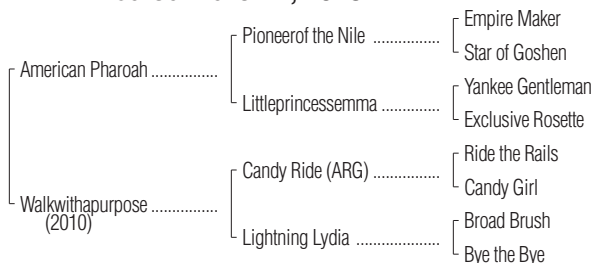 Pioneerof the Nile ................
Empire Maker
Star of Goshen
American Pharoah ................
Littleprincessemma ..............
Yankee Gentleman
Exclusive Rosette
Candy Ride (ARG) ................
Ride the Rails
Candy Girl
Walkwithapurpose ................
(2010)
Lightning Lydia ....................
Broad Brush
Bye the Bye